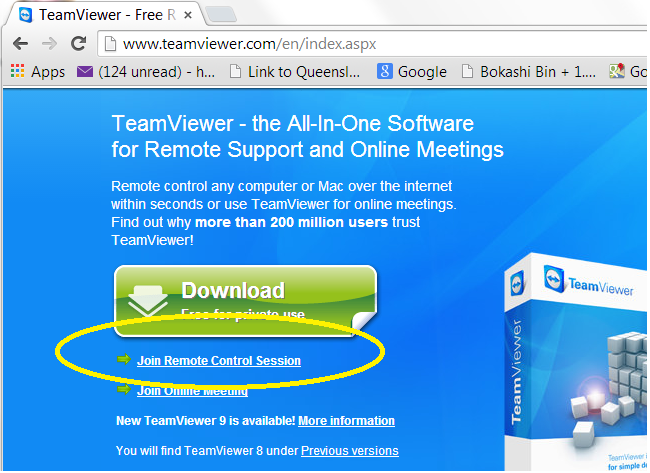 TeamViewer - Free R
www.teamviewer.com/en/index.aspx
Apps (124 unread) - h... Link to Queensl... Google Bokashi Bin + 1.... Go
TeamViewer - the All-In-One Software
for Remote Support and Online Meetings
Remote control any computer or Mac over the internet
within seconds or use TeamViewer for online meetings.
Find out why more than 200 million users trust
TeamViewer!
Download
Free for private use
Join Remote Control Session
Join Online Meeting
New TeamViewer 9 is available! More information
You will find TeamViewer 8 under Previous versions
TeamViewer
TeamViewer
TeamViewer i
for simple d